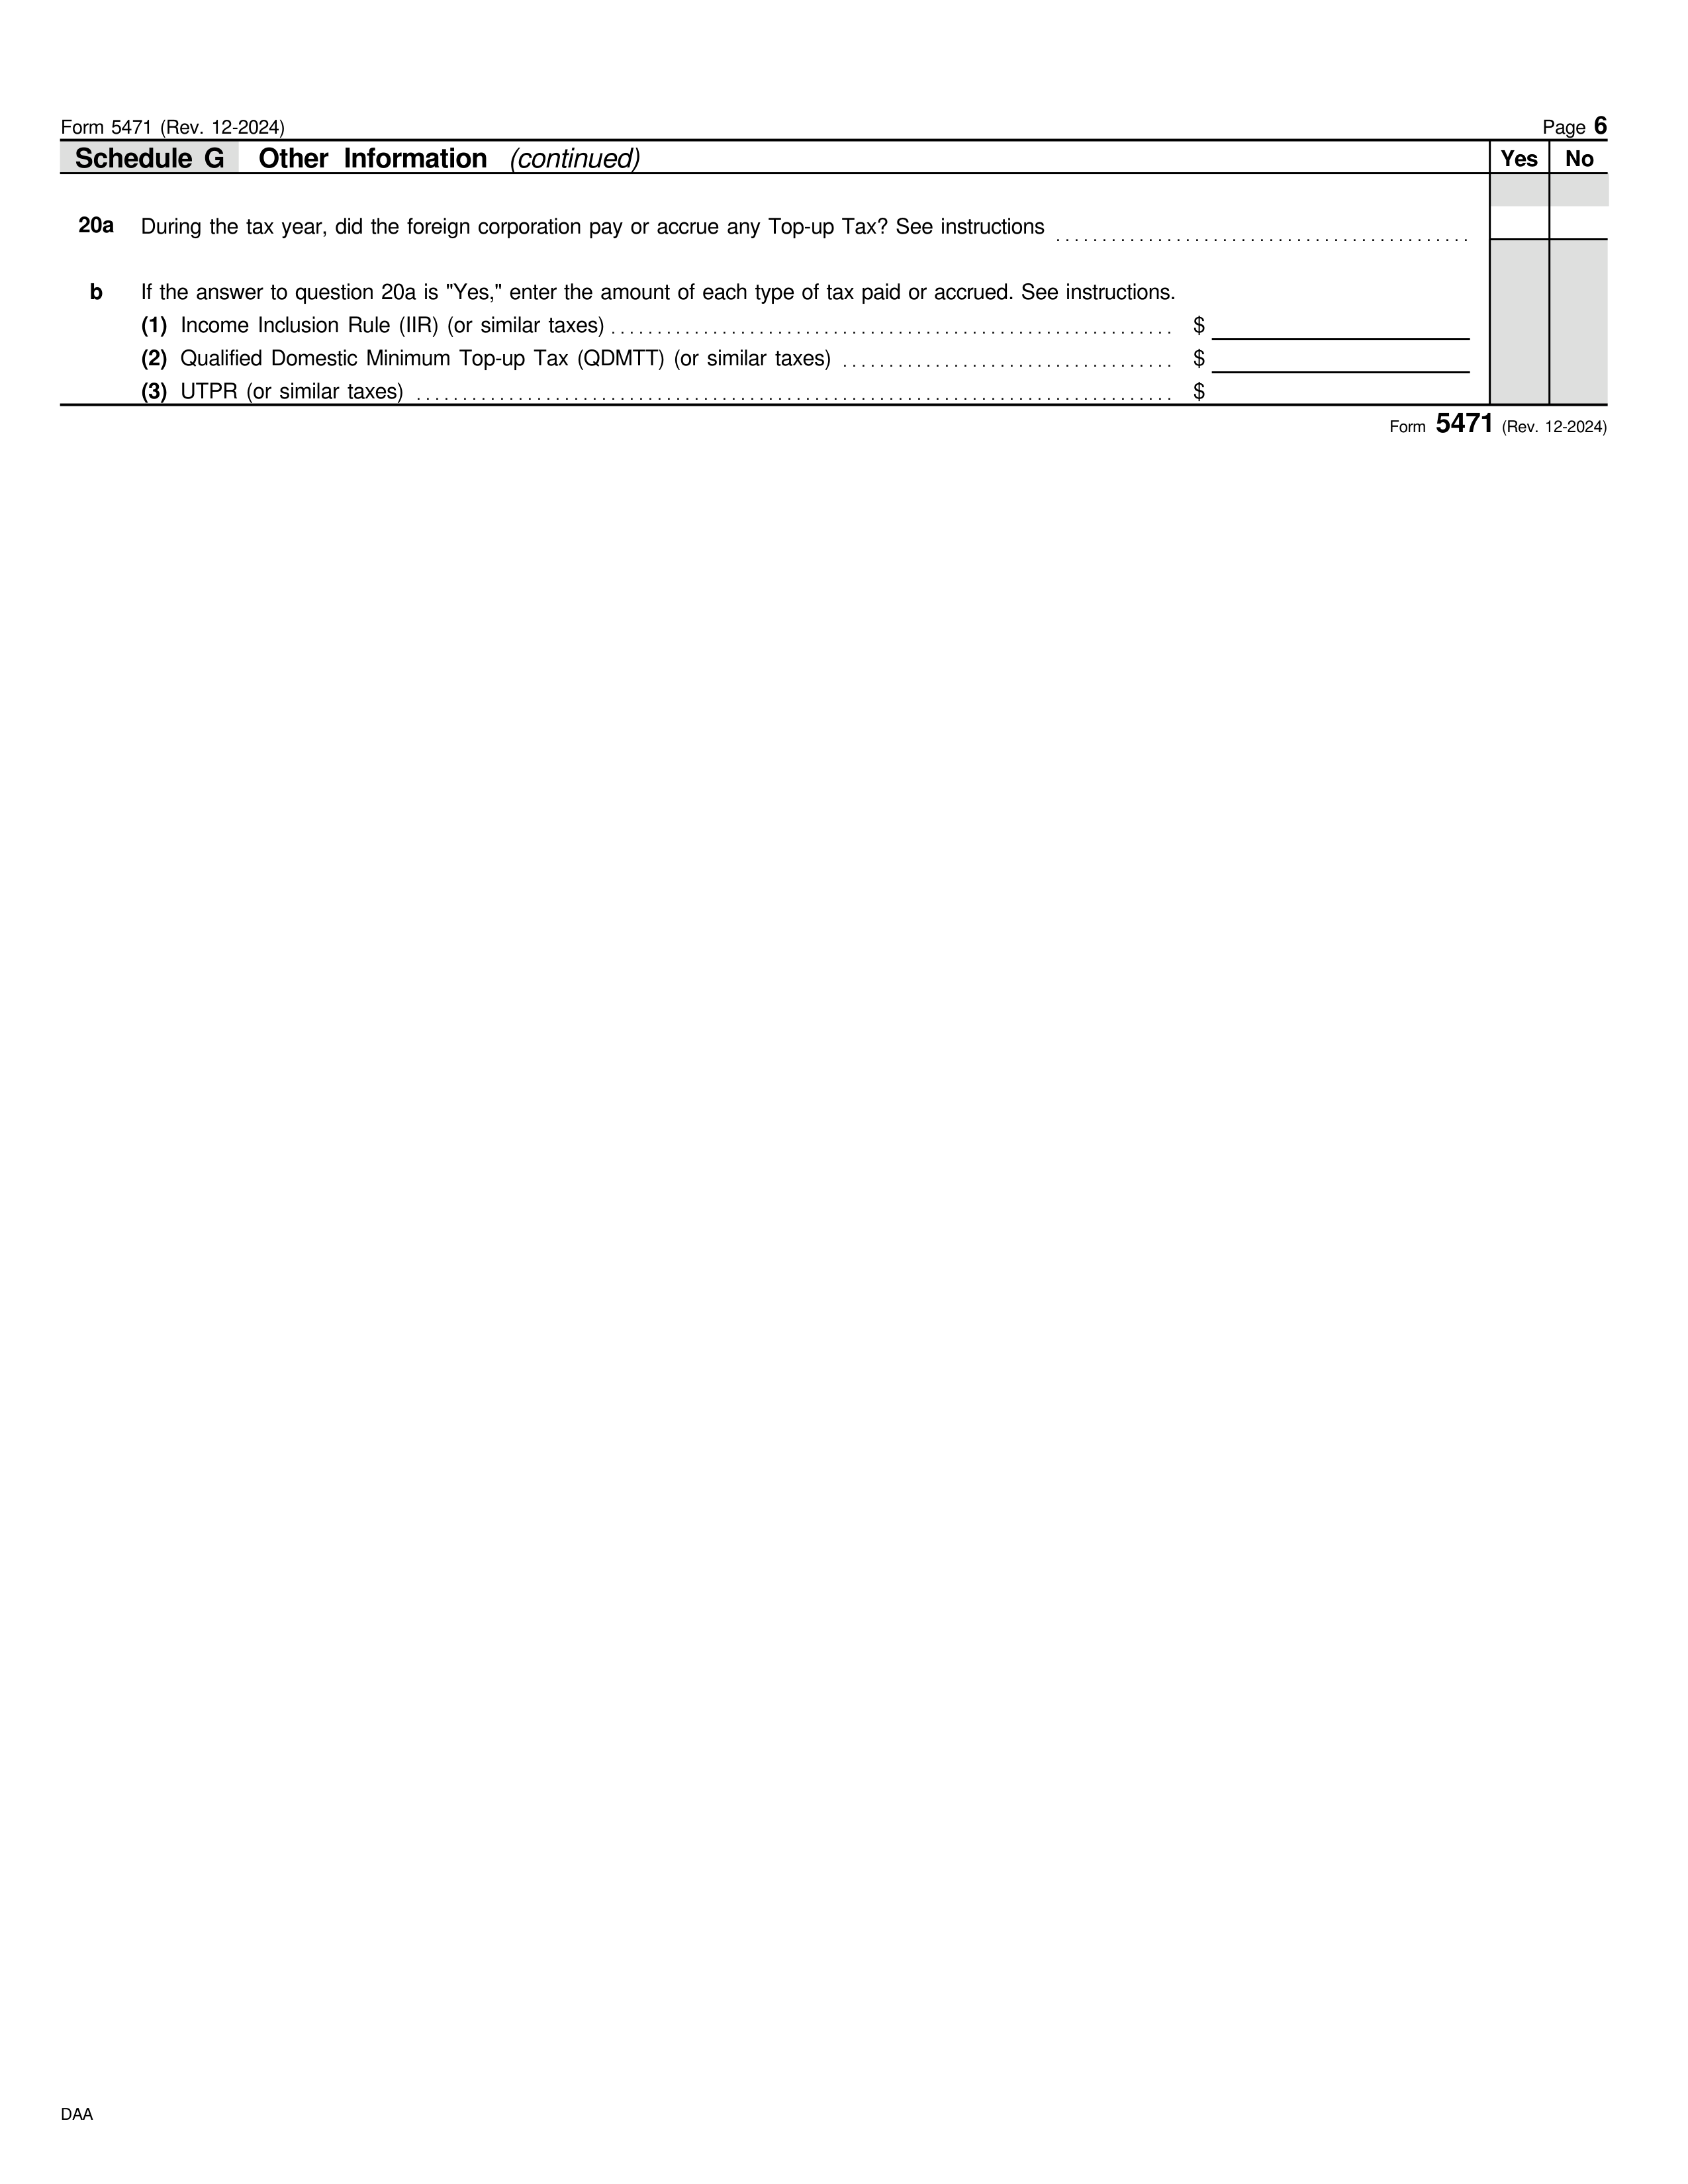 Form 5471 (Rev. 12-2024) Page 6
Schedule G Other Information (continued) Yes No
20a During the tax year, did the foreign corporation pay or accrue any Top-up Tax? See instructions
b If the answer to question 20a is "Yes," enter the amount of each type of tax paid or accrued. See instructions.
(1) Income Inclusion Rule (IIR) (or similar taxes) $
(2) Qualified Domestic Minimum Top-up Tax (QDMTT) (or similar taxes) $
(3) UTPR (or similar taxes) $
Form 5471 (Rev. 12-2024)
DAA